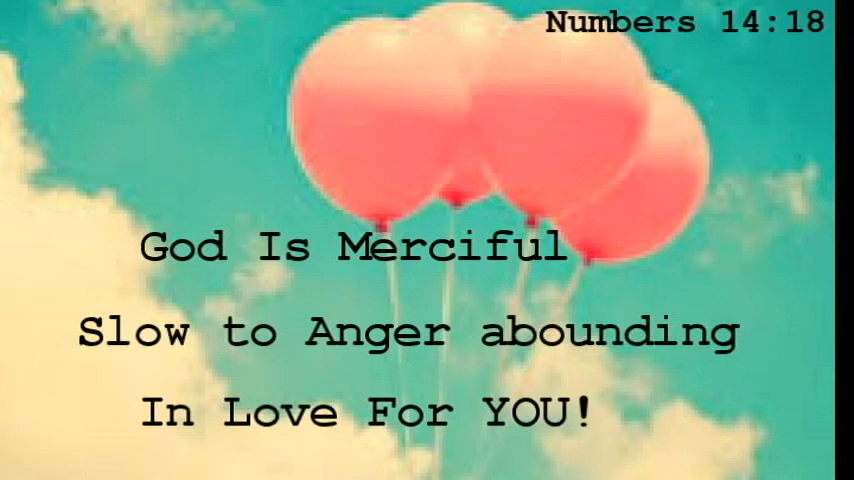 Numbers 14:18
God Is Merciful
Slow to Anger abounding
In Love For YOU!